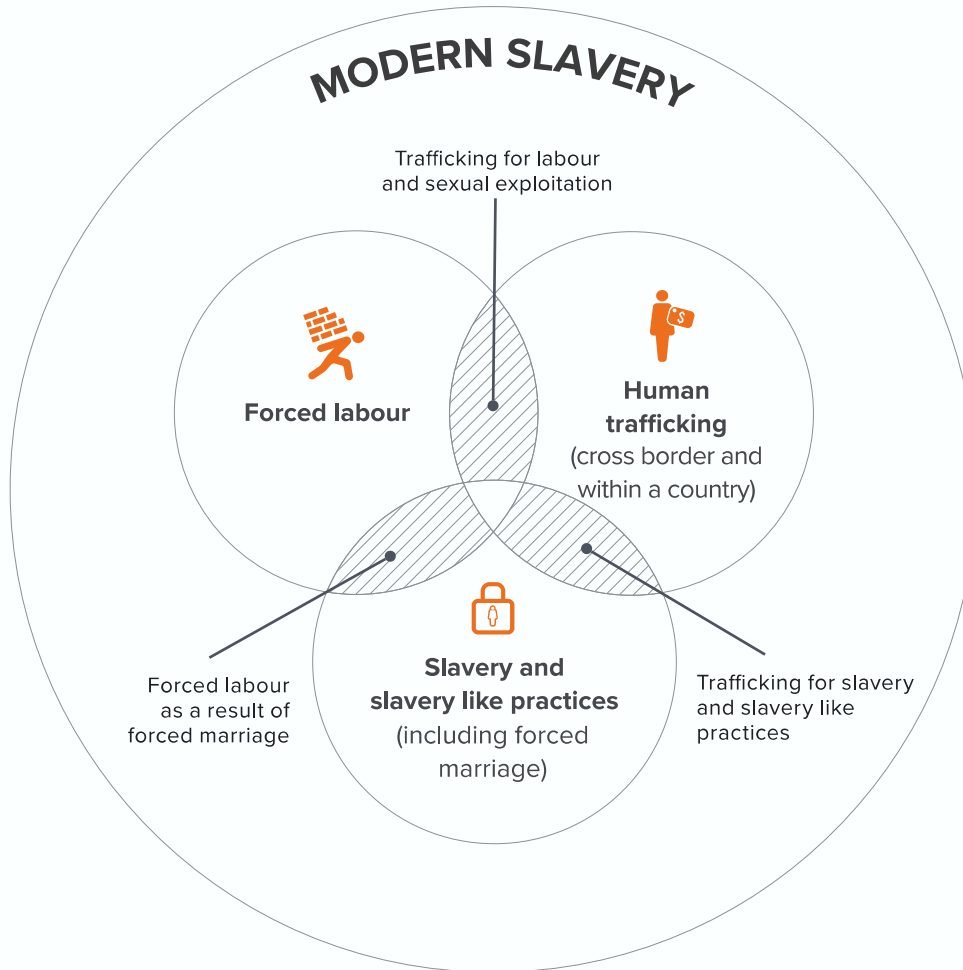 MODERN SLAVERY
Trafficking for labour
and sexual exploitation
Forced labour
$
Human
trafficking
(cross border and
within a country)
Slavery and
slavery like practices
(including forced
marriage)
Forced labour
as a result of
forced marriage
Trafficking for slavery
and slavery like
practices